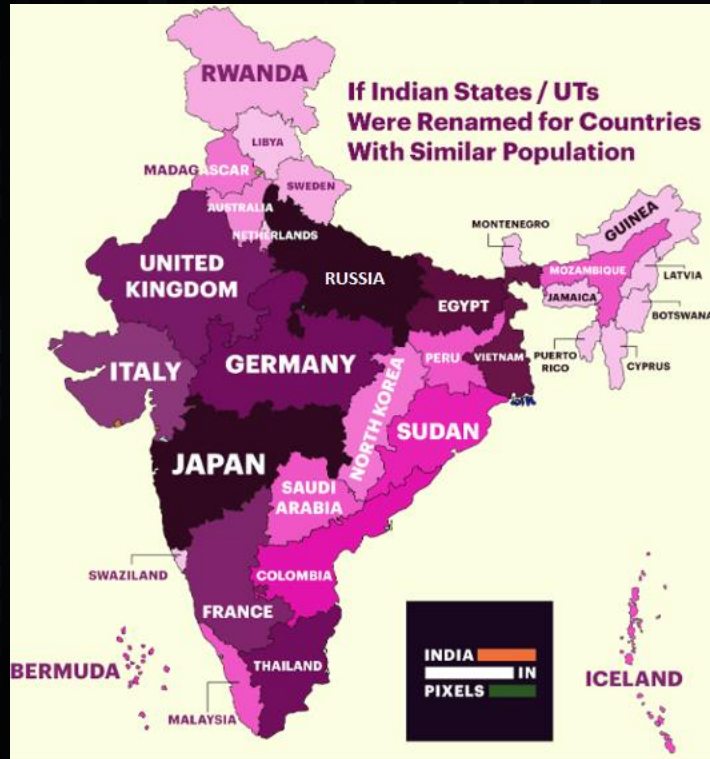 RWANDA
If Indian States / UTs
Were Renamed for Countries
With Similar Population
LIBYA
MADAGASCAR
SWEDEN
AUSTRALIA
NETHERLANDS
MONTENEGRO
GUINEA
UNITED
KINGDOM
RUSSIA
MOZAMBIQUE
LATVIA
EGYPT
JAMAICA
BOTSWANA
ITALY
GERMANY
PERU
VIETNAM
PUERTO
RICO
CYPRUS
NORTH KOREA
SUDAN
JAPAN
SAUDI
ARABIA
SWAZILAND
COLOMBIA
FRANCE
BERMUDA
THAILAND
MALAYSIA
INDIA
IN
PIXELS
ICELAND